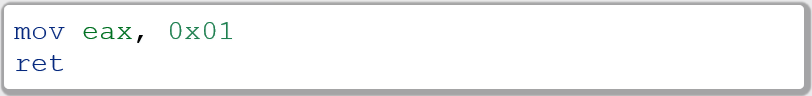 mov eax, 0x01
ret